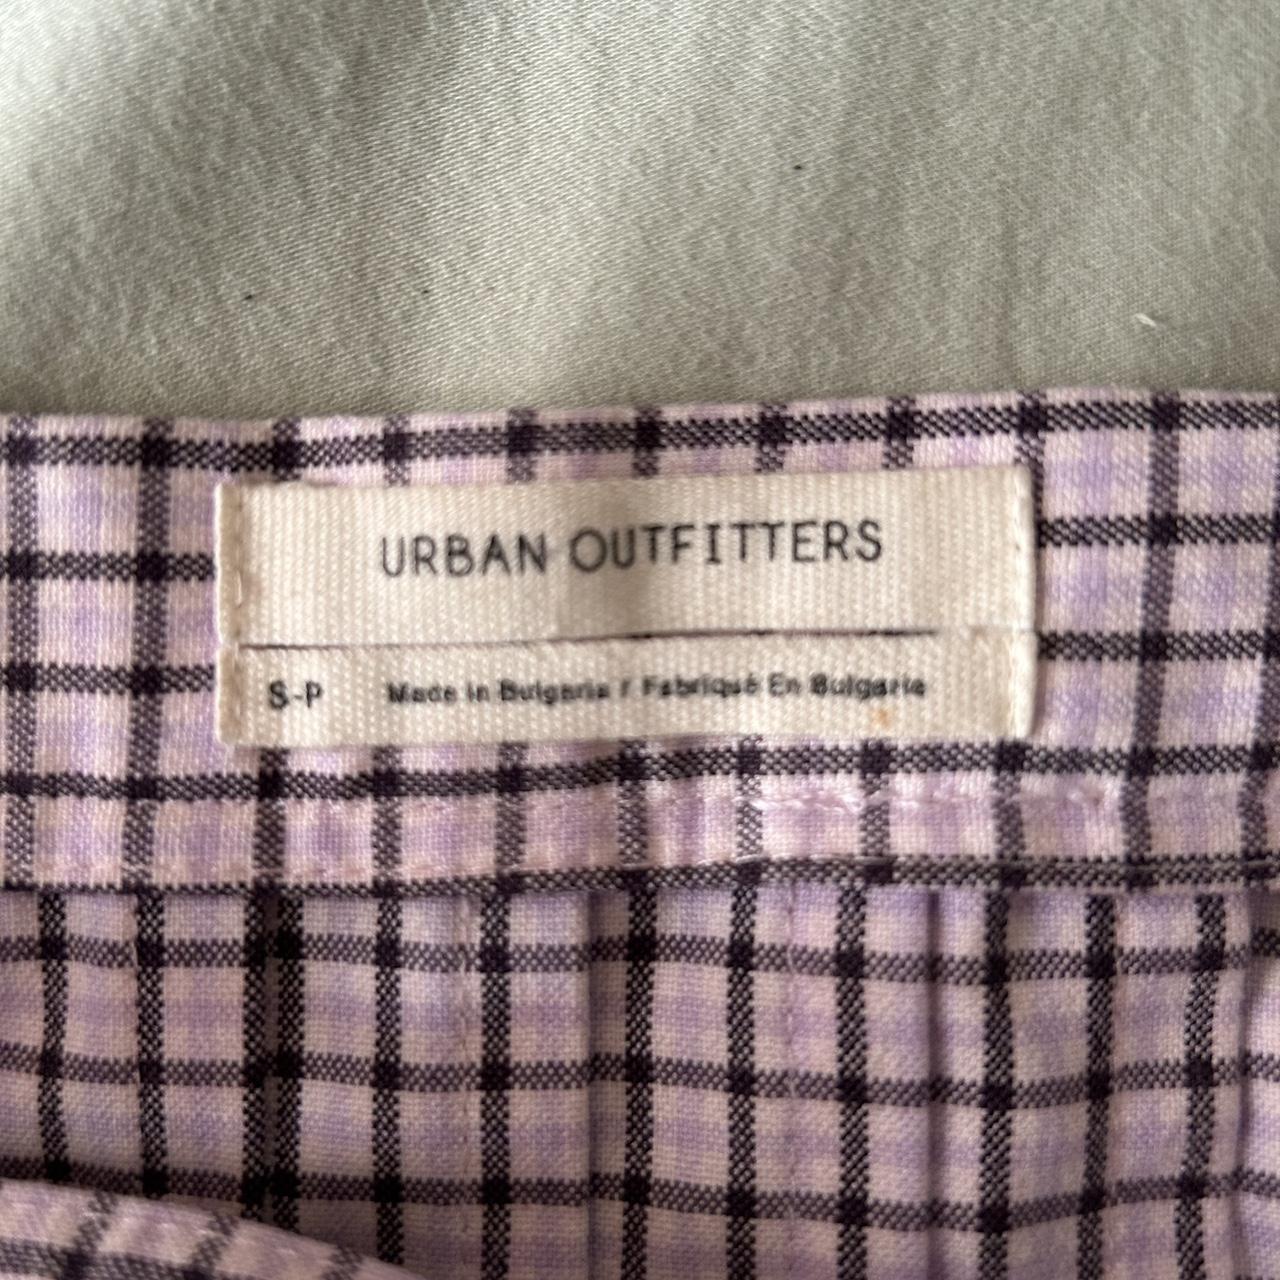 URBAN OUTFITTERS
S-P Made in Bulgaria / Fabriqué En Bulgarie